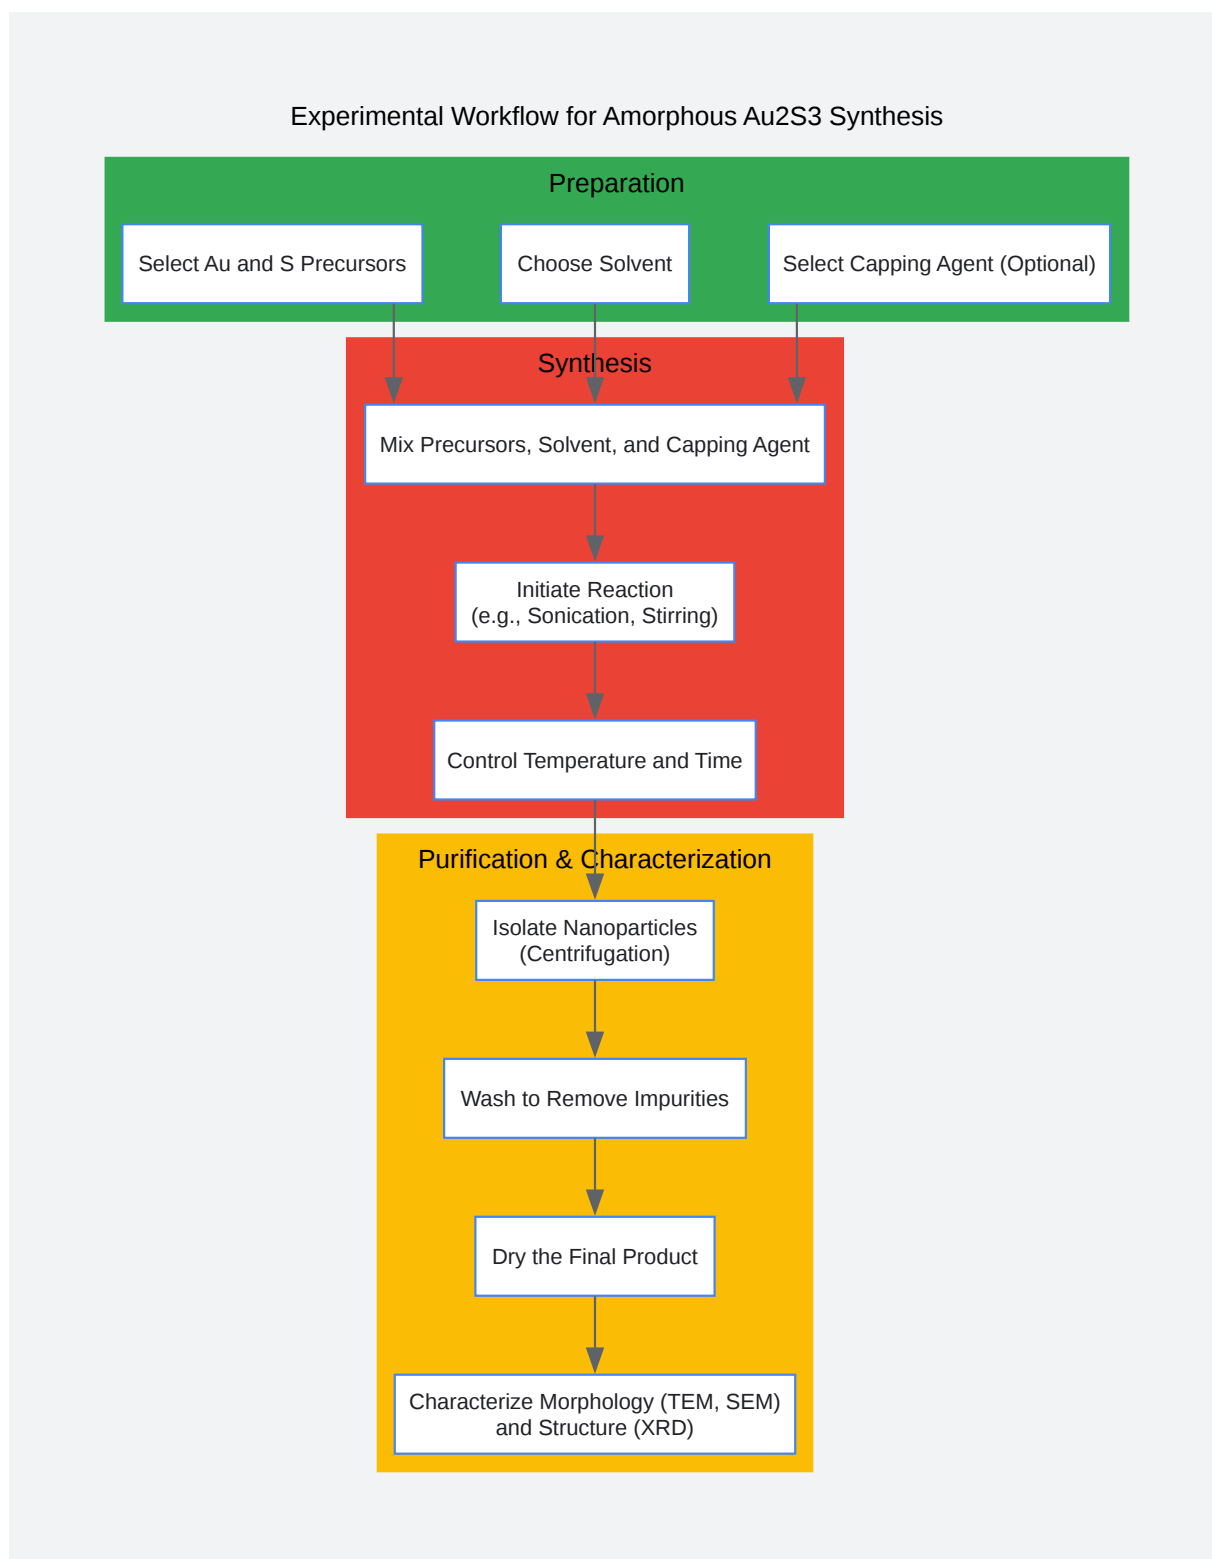 Experimental Workflow for Amorphous Au2S3 Synthesis
Preparation
Select Au and S Precursors
Choose Solvent
Select Capping Agent (Optional)
Synthesis
Mix Precursors, Solvent, and Capping Agent
Initiate Reaction
(e.g., Sonication, Stirring)
Control Temperature and Time
Purification & Characterization
Isolate Nanoparticles
(Centrifugation)
Wash to Remove Impurities
Dry the Final Product
Characterize Morphology (TEM, SEM)
and Structure (XRD)